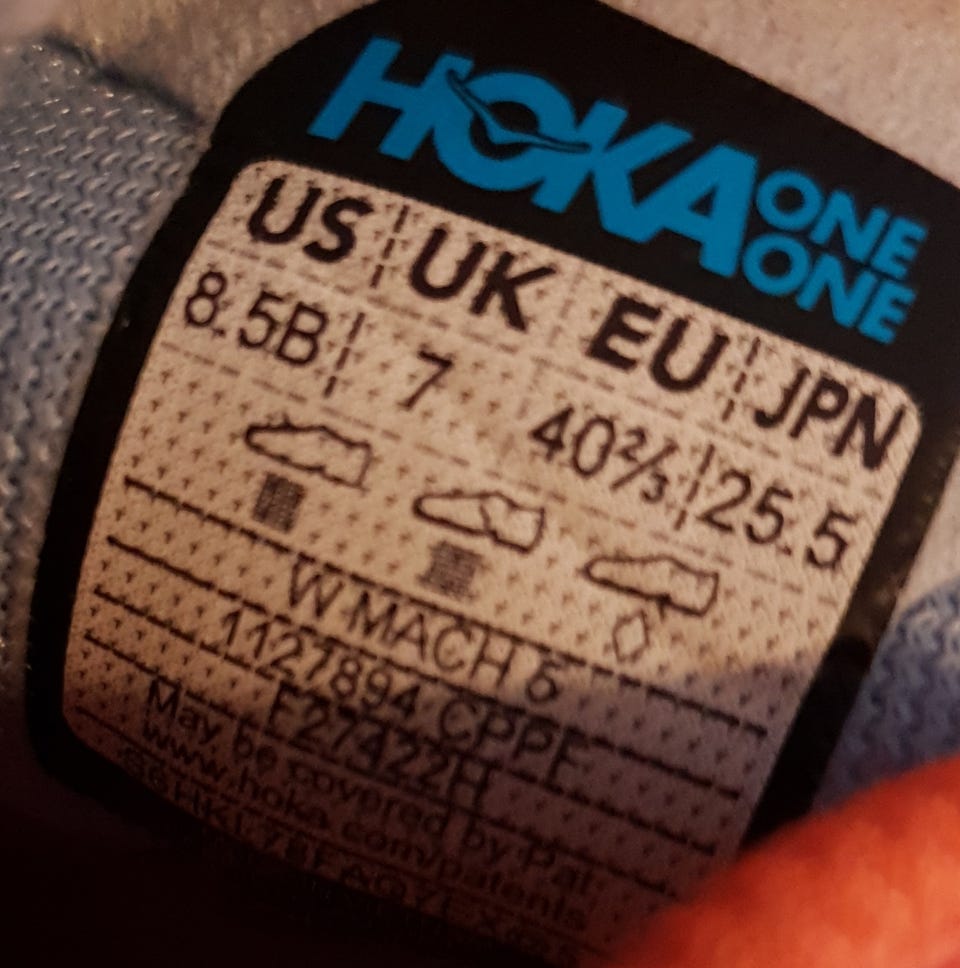 HOKA ONE ONE
US UK EU JPN
8.5B 7 40⅔ 25.5
W MACH 5
1127894 CPPF
F27422H
May be covered by Pat.
www.hoka.com/patents